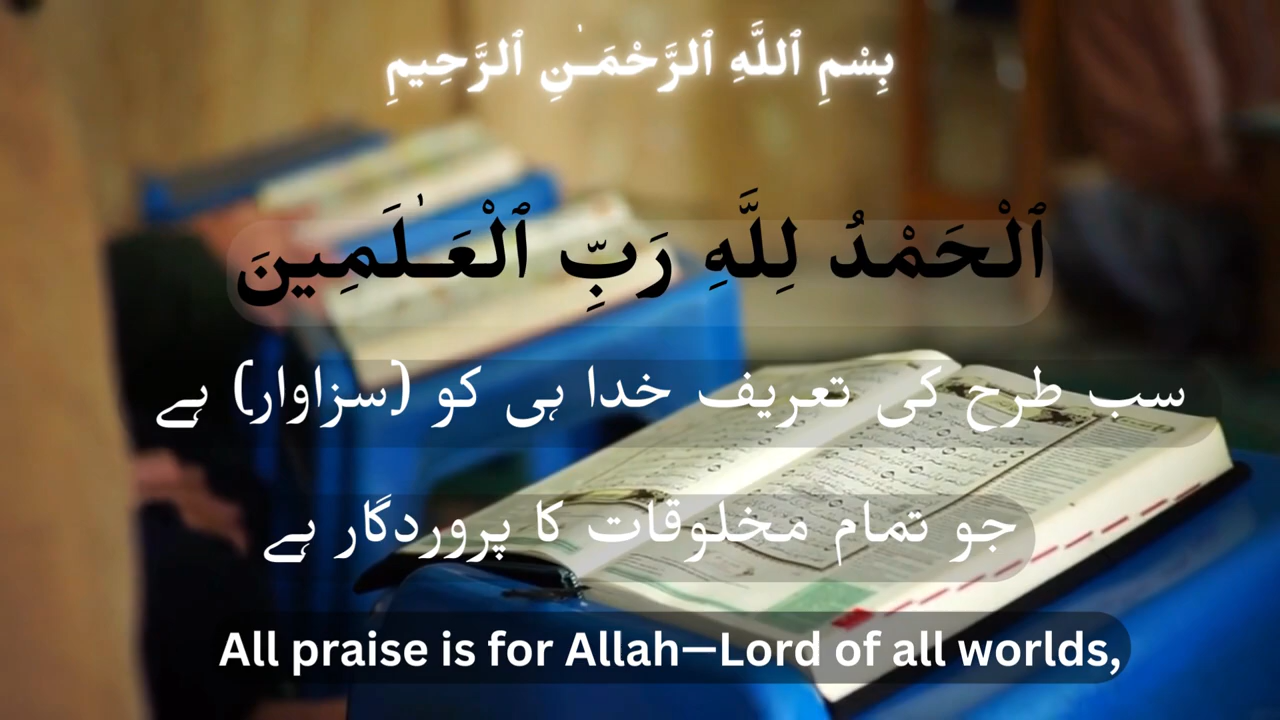 بِسْمِ ٱللَّهِ ٱلرَّحْمَـٰنِ ٱلرَّحِيمِ
ٱلْحَمْدُ لِلَّهِ رَبِّ ٱلْعَـٰلَمِينَ
سب طرح کی تعریف خدا ہی کو (سزاوار) ہے
جو تمام مخلوقات کا پروردگار ہے
All praise is for Allah—Lord of all worlds,